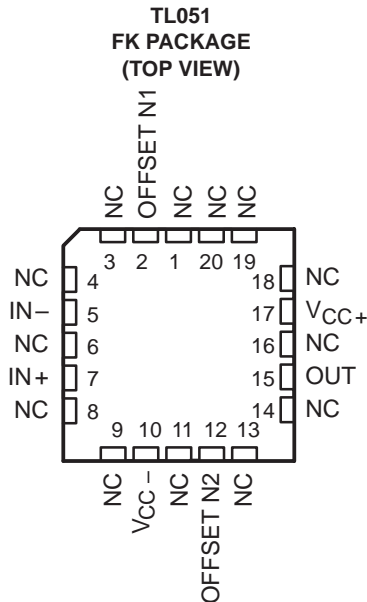 TL051
FK PACKAGE
(TOP VIEW)
NC
OFFSET N1
NC
NC
NC
3 2 1 20 19
NC 4
IN− 5
NC 6
IN+ 7
NC 8
18 NC
17 VCC+
16 NC
15 OUT
14 NC
9 10 11 12 13
NC
VCC −
NC
OFFSET N2
NC